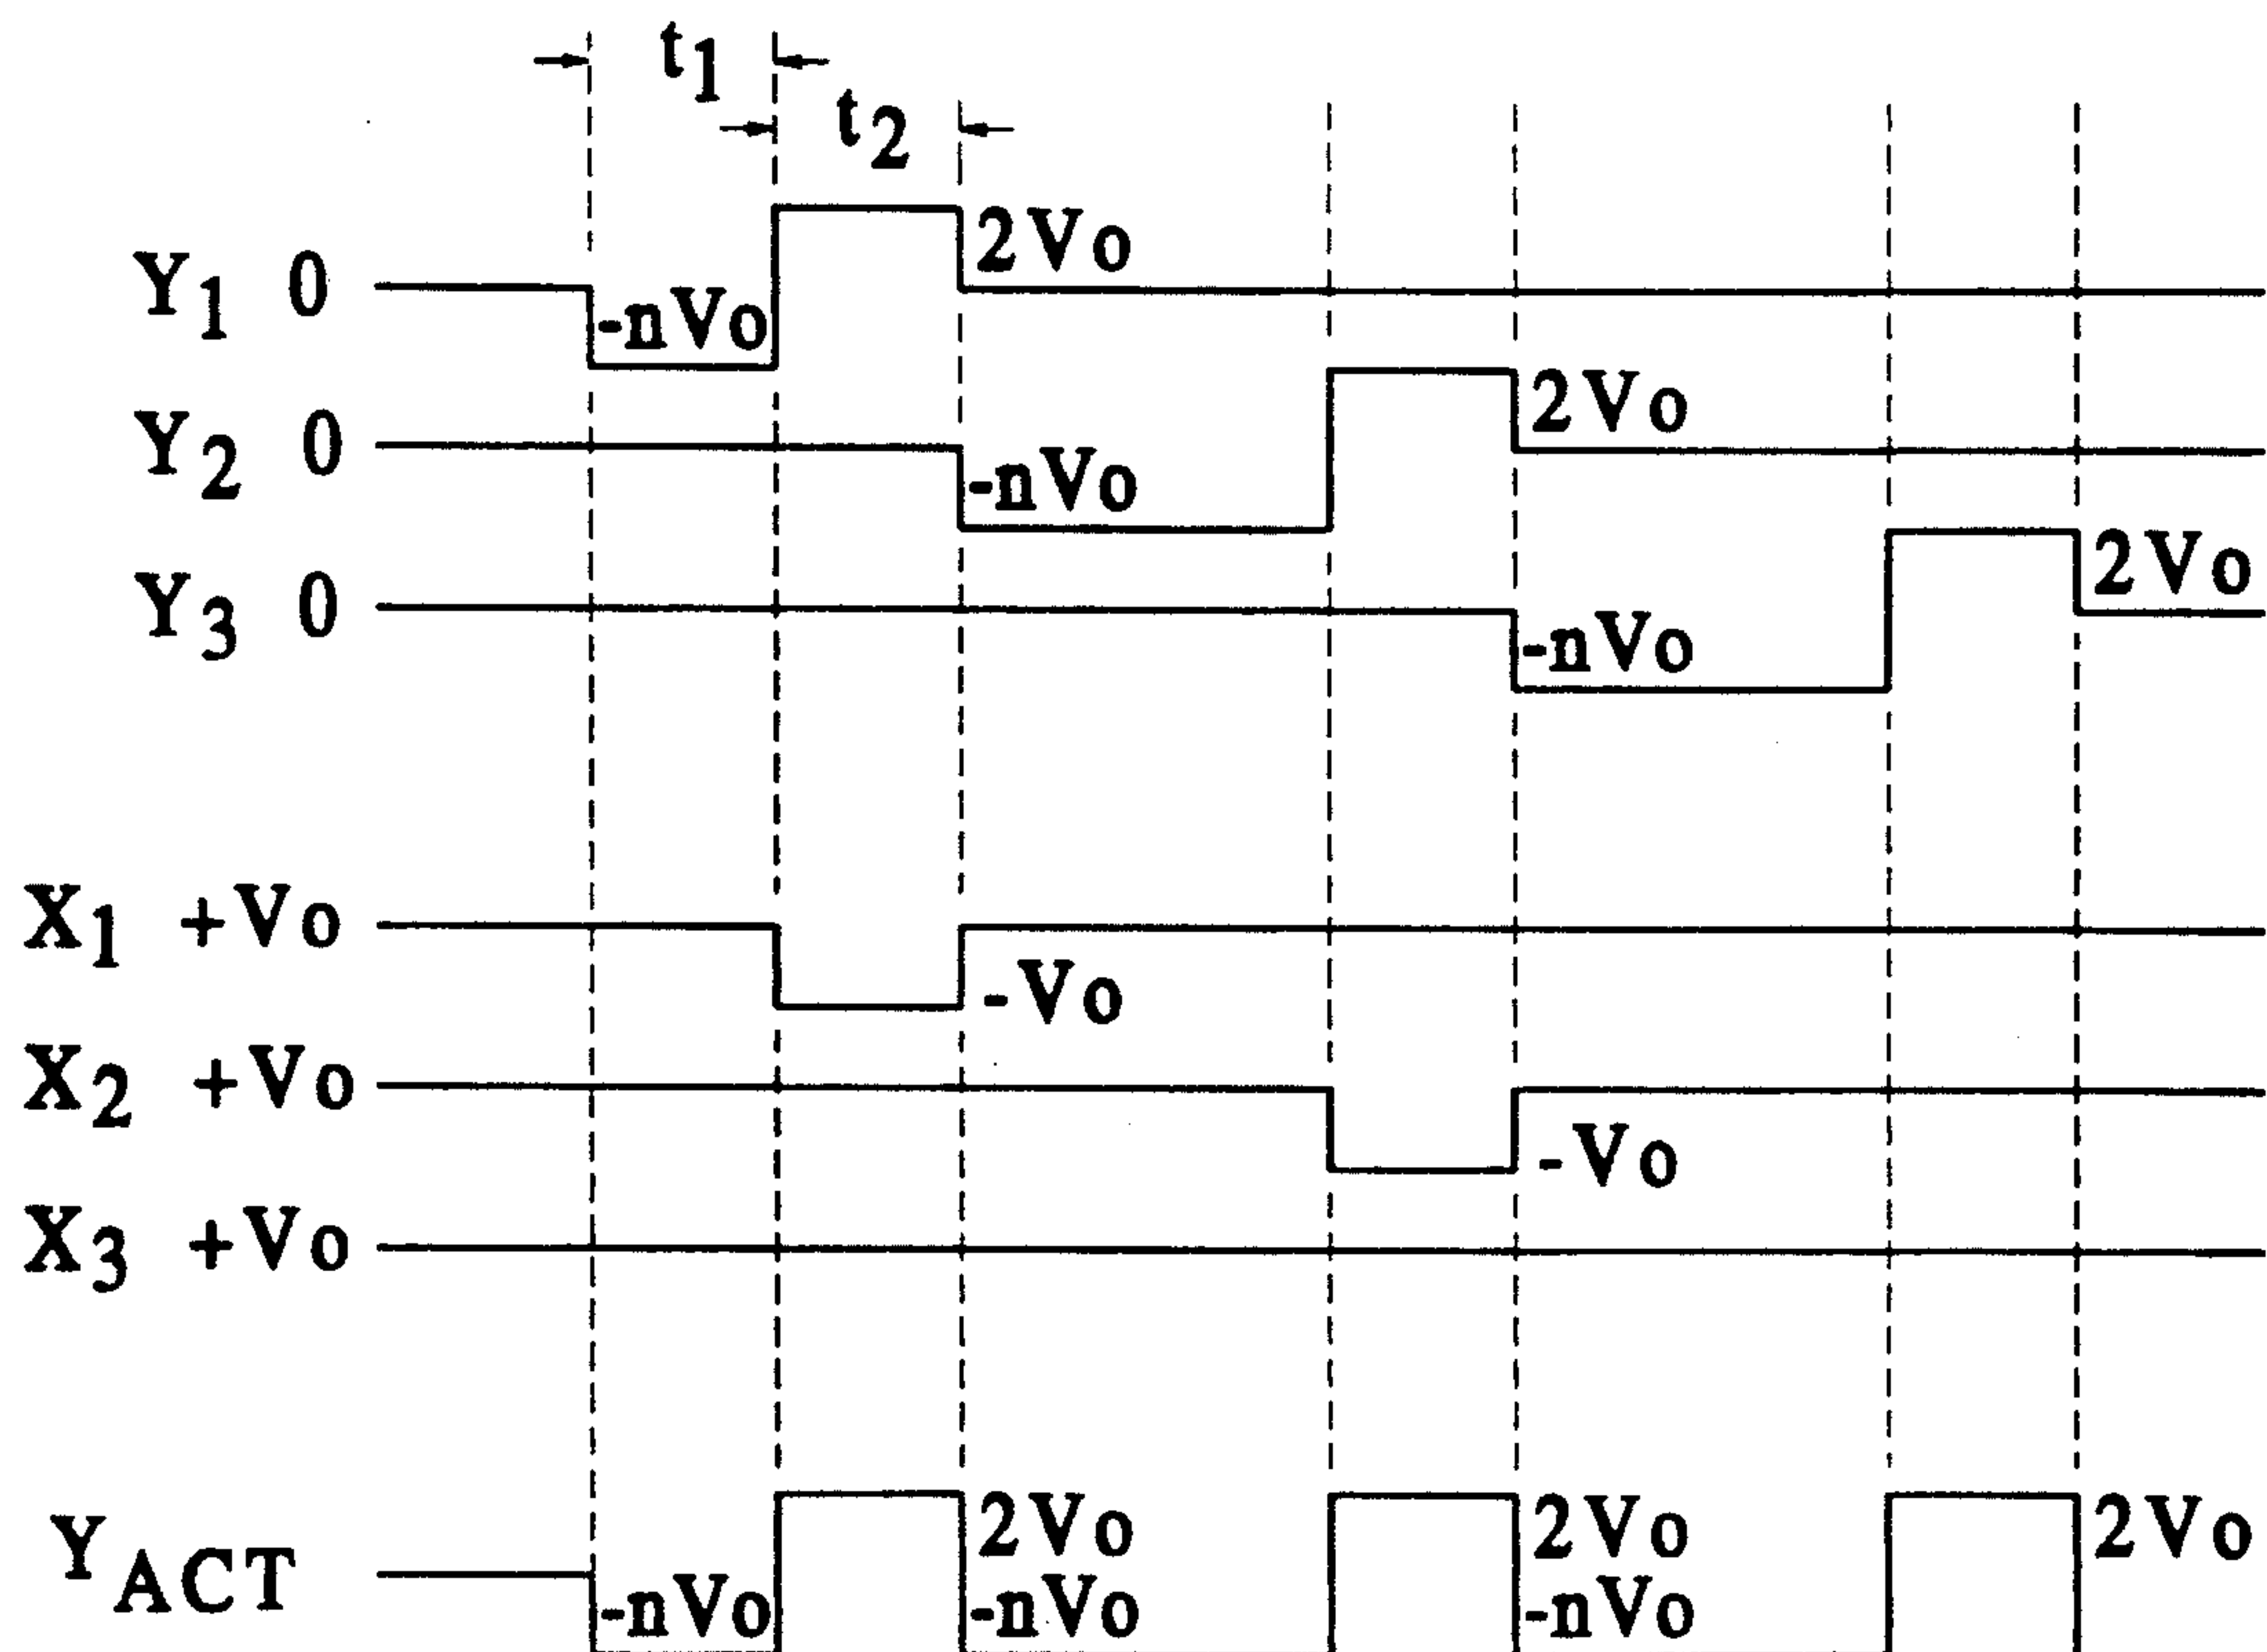 t1
t2
Y1 0 -nVo 2Vo
Y2 0 -nVo 2Vo
Y3 0 -nVo 2Vo
X1 +Vo -Vo
X2 +Vo -Vo
X3 +Vo
YACT -nVo 2Vo -nVo 2Vo -nVo 2Vo